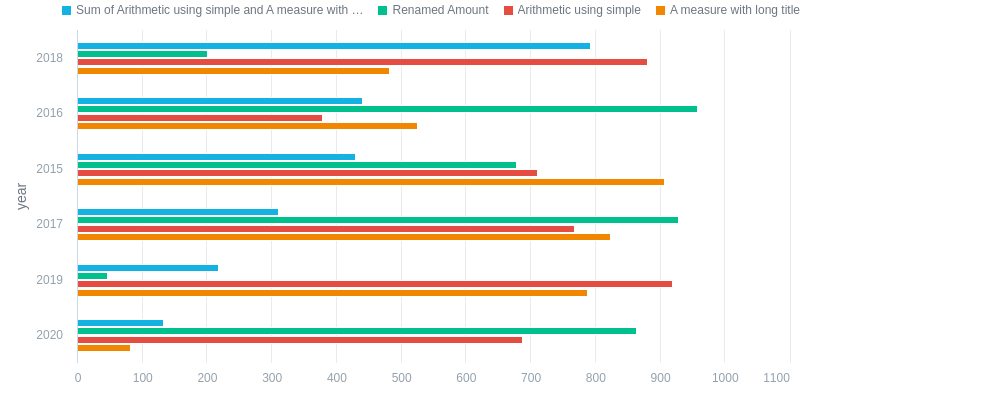 Sum of Arithmetic using simple and A measure with … Renamed Amount Arithmetic using simple A measure with long title
year
2018
2016
2015
2017
2019
2020
0 100 200 300 400 500 600 700 800 900 1000 1100